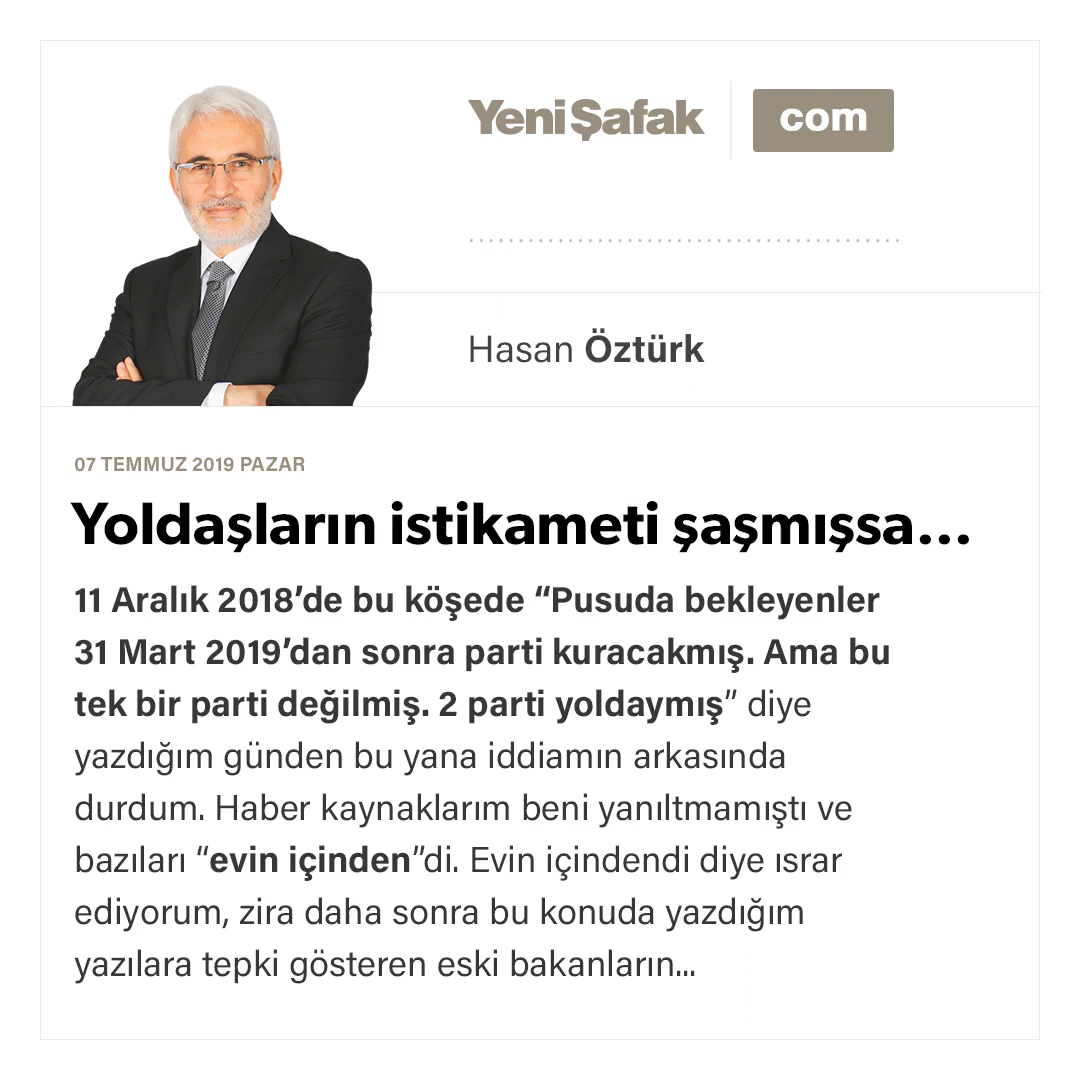 YeniŞafak com
Hasan Öztürk
07 TEMMUZ 2019 PAZAR
Yoldaşların istikameti şaşmışsa...
11 Aralık 2018’de bu köşede “Pusuda bekleyenler
31 Mart 2019’dan sonra parti kuracakmış. Ama bu
tek bir parti değilmiş. 2 parti yoldaymış” diye
yazdığım günden bu yana iddiamın arkasında
durdum. Haber kaynaklarım beni yanıltmamıştı ve
bazıları “evin içinden”di. Evin içindendi diye ısrar
ediyorum, zira daha sonra bu konuda yazdığım
yazılara tepki gösteren eski bakanların...